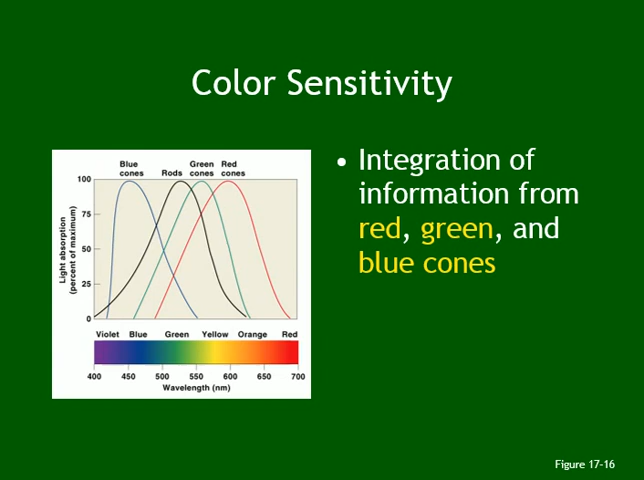 Color Sensitivity
Blue cones
Rods
Green cones
Red cones
100
75
50
25
0
Light absorption
(percent of maximum)
Violet Blue Green Yellow Orange Red
400 450 500 550 600 650 700
Wavelength (nm)
• Integration of
information from
red, green, and
blue cones
Figure 17-16